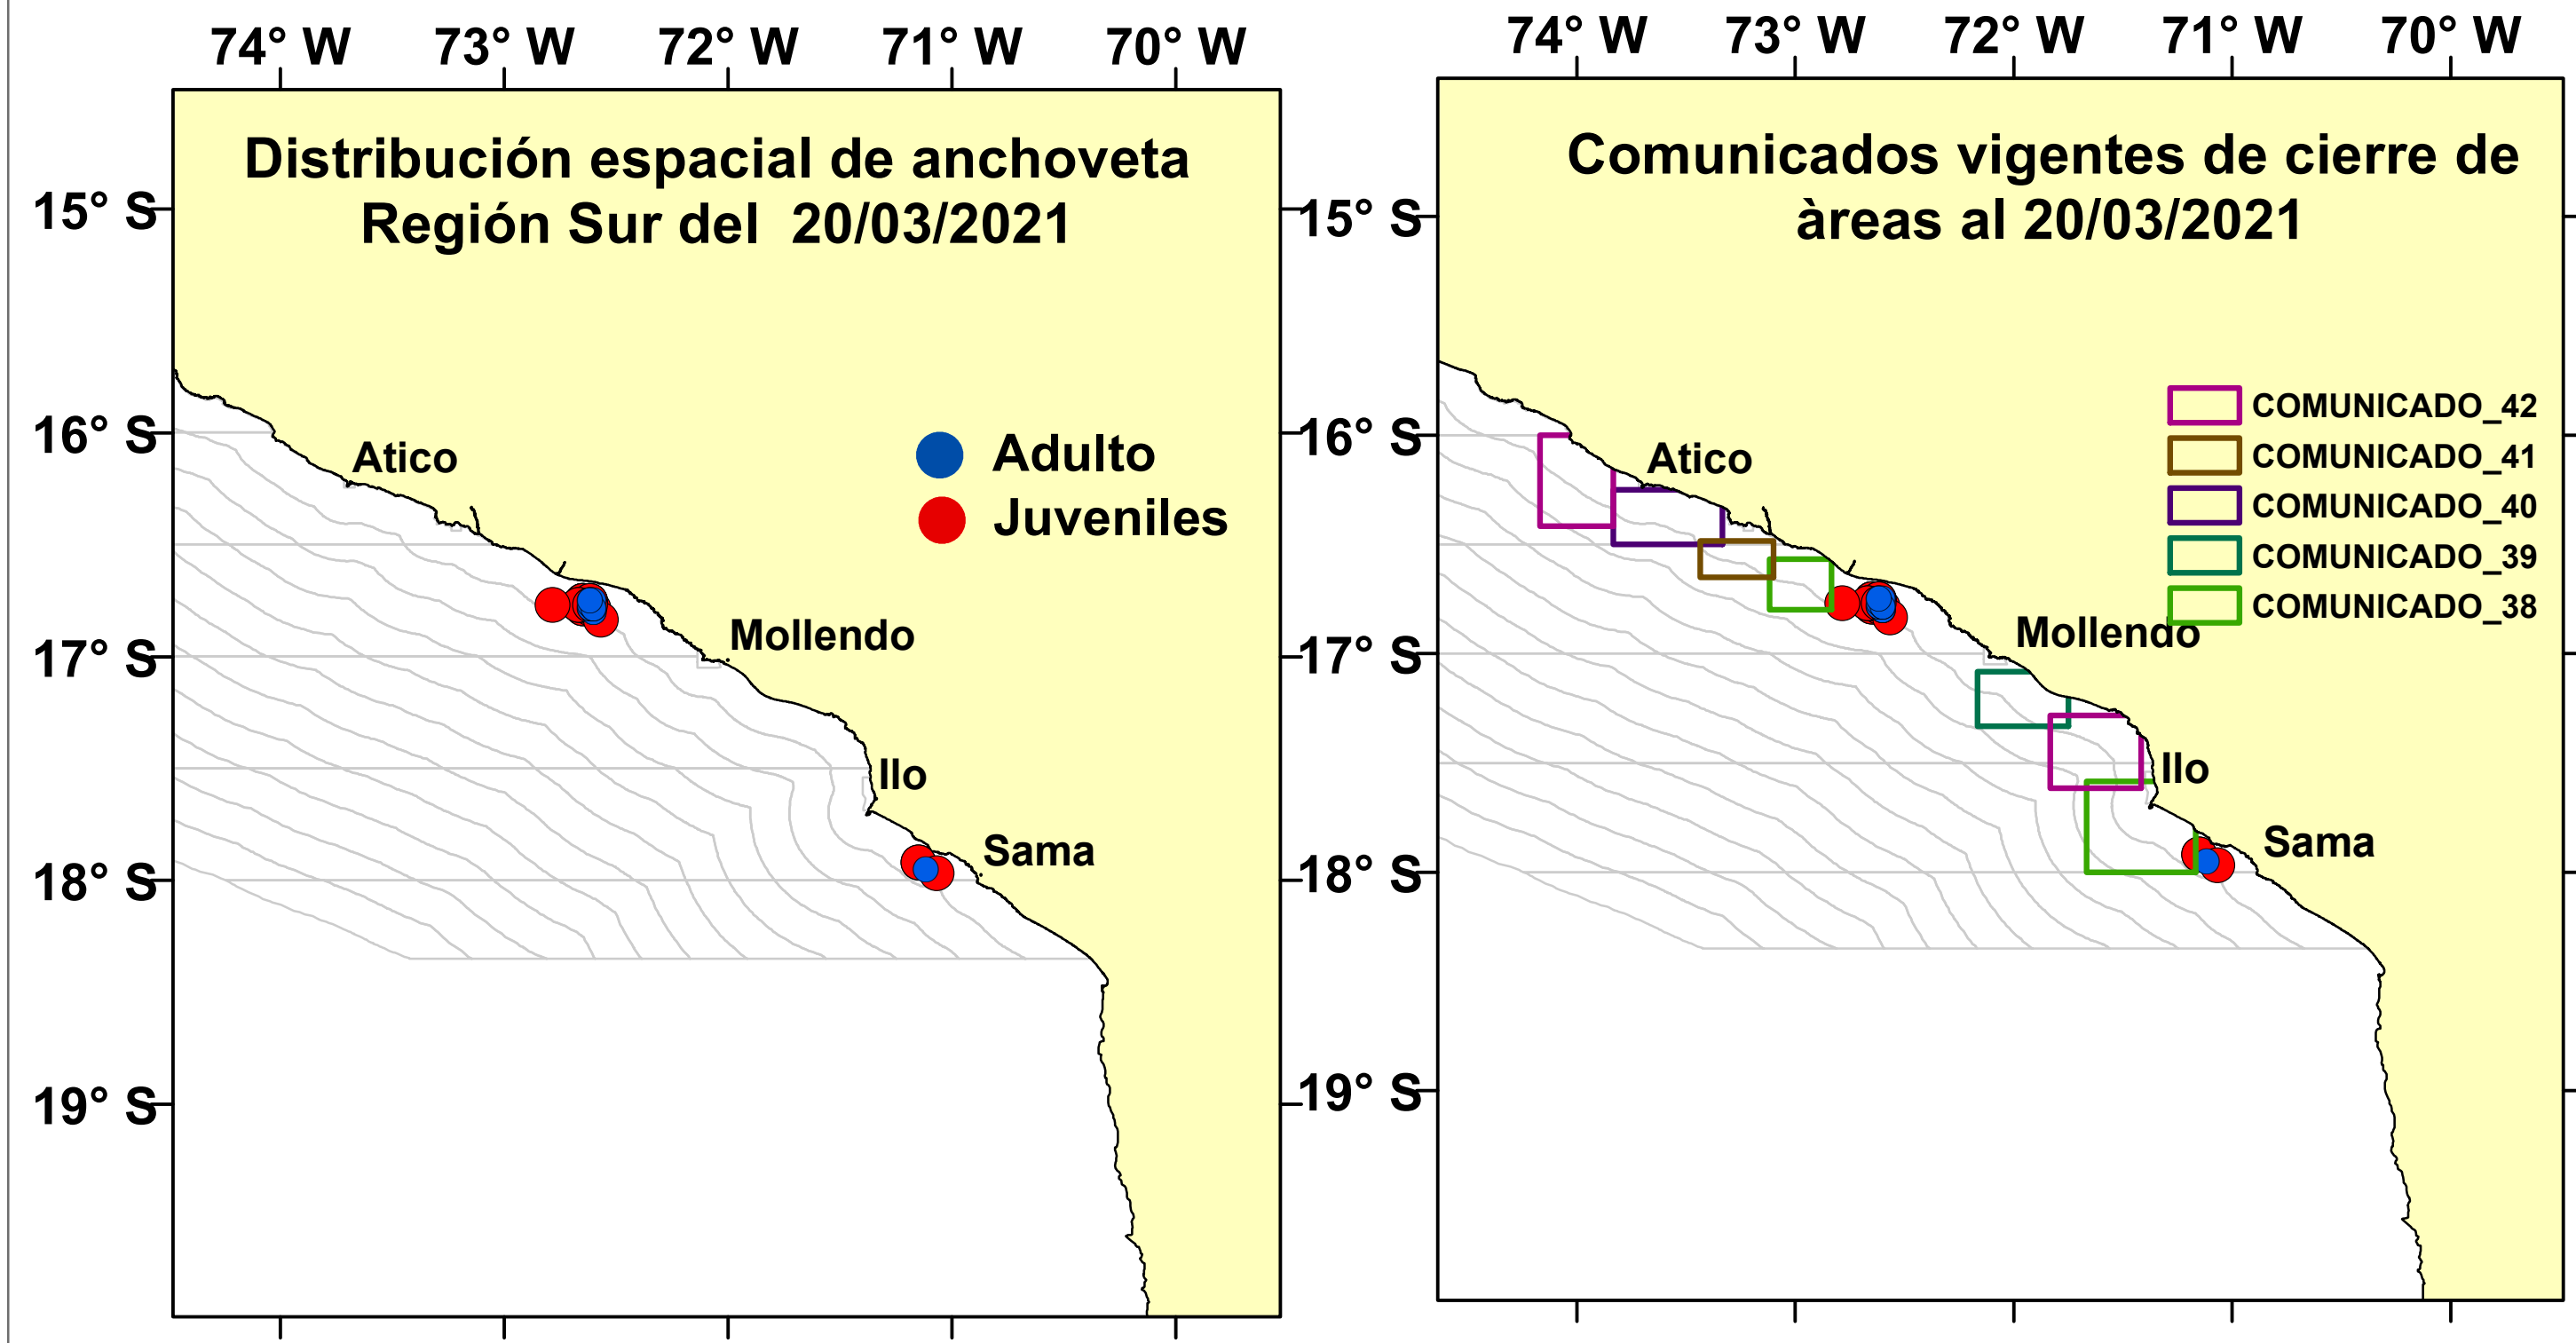 74° W 73° W 72° W 71° W 70° W
Distribución espacial de anchoveta
Región Sur del 20/03/2021
15° S
16° S
17° S
18° S
19° S
Adulto
Juveniles
Atico
Mollendo
Ilo
Sama
74° W 73° W 72° W 71° W 70° W
Comunicados vigentes de cierre de
àreas al 20/03/2021
15° S
16° S
17° S
18° S
19° S
COMUNICADO_42
COMUNICADO_41
COMUNICADO_40
COMUNICADO_39
COMUNICADO_38
Atico
Mollendo
Ilo
Sama